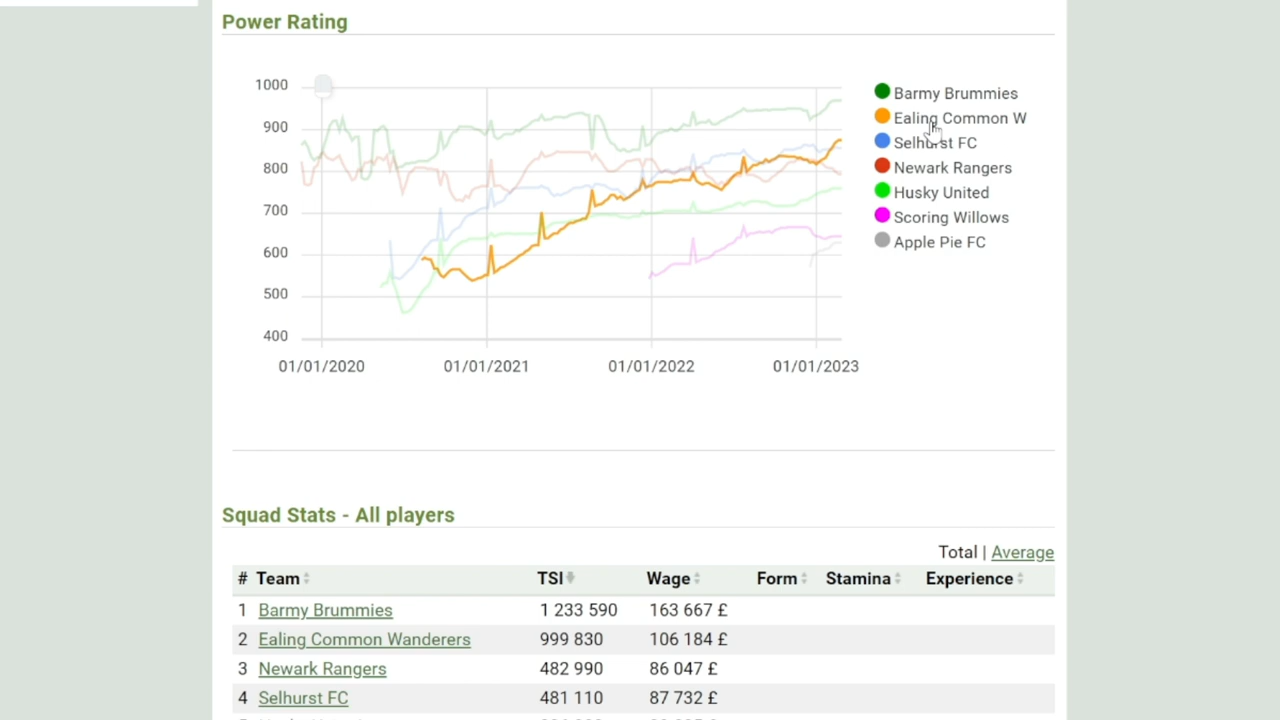 Power Rating
1000
900
800
700
600
500
400
01/01/2020 01/01/2021 01/01/2022 01/01/2023
Barmy Brummies
Ealing Common W
Selhurst FC
Newark Rangers
Husky United
Scoring Willows
Apple Pie FC
Squad Stats - All players
Total | Average
# Team TSI Wage Form Stamina Experience
1 Barmy Brummies 1 233 590 163 667 £
2 Ealing Common Wanderers 999 830 106 184 £
3 Newark Rangers 482 990 86 047 £
4 Selhurst FC 481 110 87 732 £